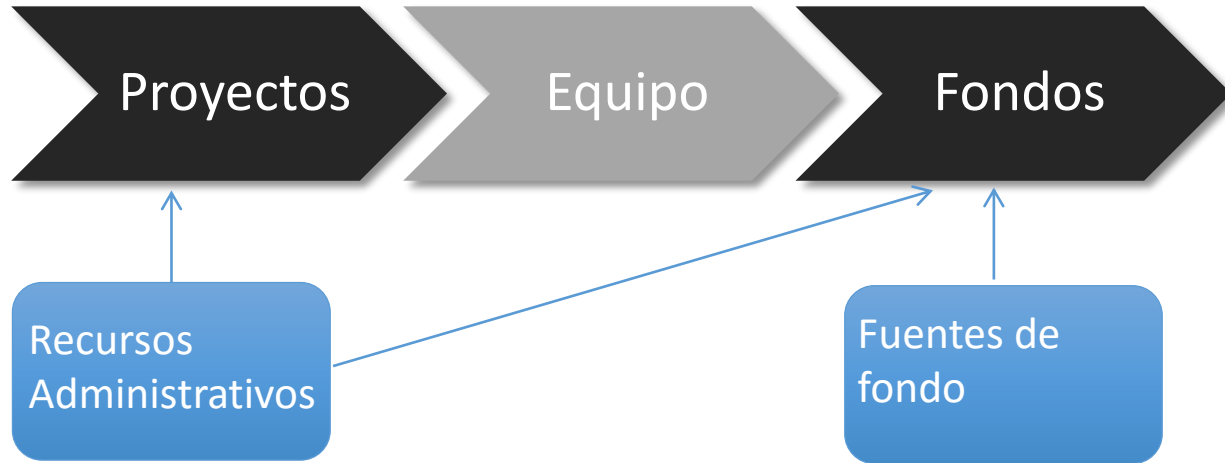 Proyectos
Equipo
Fondos
Recursos
Administrativos
Fuentes de
fondo